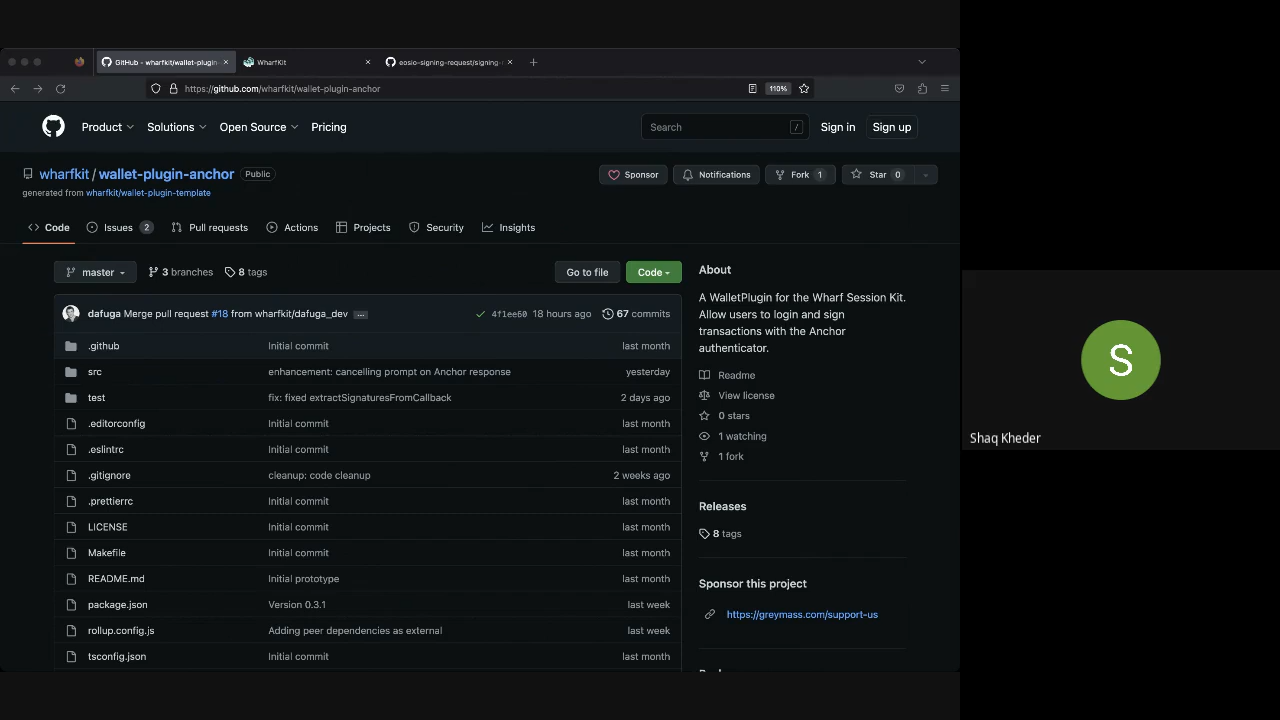 GitHub - wharfkit/wallet-plugin- WharfKit eosio-signing-request/signing-r
https://github.com/wharfkit/wallet-plugin-anchor 110%
Product Solutions Open Source Pricing Search / Sign in Sign up
wharfkit / wallet-plugin-anchor Public Sponsor Notifications Fork 1 Star 0
generated from wharfkit/wallet-plugin-template
Code Issues 2 Pull requests Actions Projects Security Insights
master 3 branches 8 tags Go to file Code
dafuga Merge pull request #18 from wharfkit/dafuga_dev ... 4f1ee60 18 hours ago 67 commits
.github Initial commit last month
src enhancement: cancelling prompt on Anchor response yesterday
test fix: fixed extractSignaturesFromCallback 2 days ago
.editorconfig Initial commit last month
.eslintrc Initial commit last month
.gitignore cleanup: code cleanup 2 weeks ago
.prettierrc Initial commit last month
LICENSE Initial commit last month
Makefile Initial commit last month
README.md Initial prototype last month
package.json Version 0.3.1 last week
rollup.config.js Adding peer dependencies as external last week
tsconfig.json Initial commit last month
About
A WalletPlugin for the Wharf Session Kit.
Allow users to login and sign
transactions with the Anchor
authenticator.
Readme
View license
0 stars
1 watching
1 fork
Releases
8 tags
Sponsor this project
https://greymass.com/support-us
S
Shaq Kheder